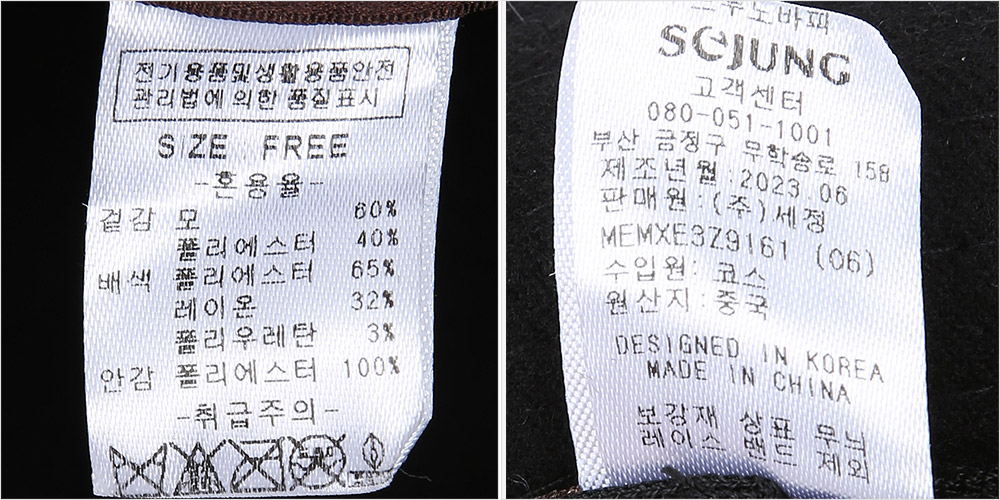 전기용품및생활용품안전
관리법에 의한 품질표시
SIZE FREE
-혼용율-
겉감 모 60%
폴리에스터 40%
배색 폴리에스터 65%
레이온 32%
폴리우레탄 3%
안감 폴리에스터 100%
-취급주의-
SEJUNG
고객센터
080-051-1001
부산 금정구 무학송로 158
제조년월:2023.06
판매원:(주)세정
MEMXE3Z9161 (06)
수입원: 코스
원산지:중국
DESIGNED IN KOREA
MADE IN CHINA
보강재 상표 무늬
레이스 밴드 제외